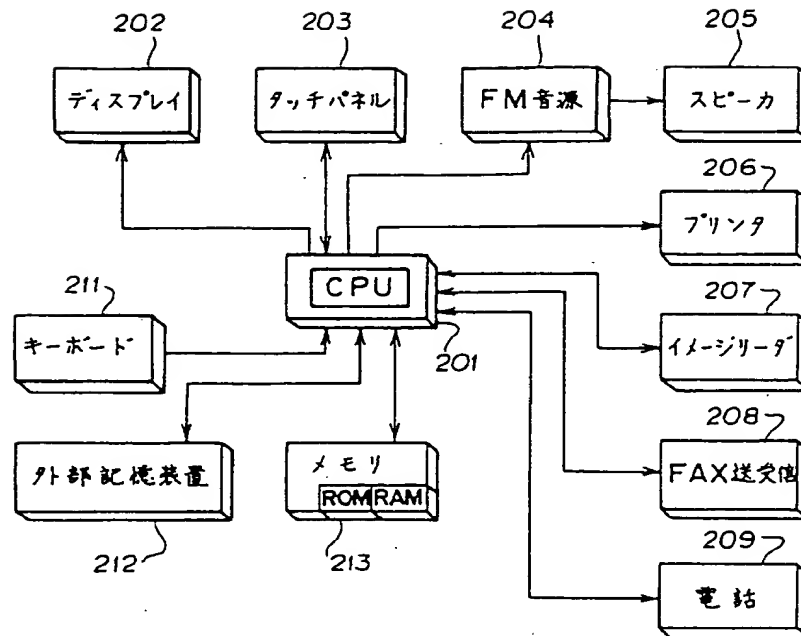 202
203
204
205
ディスプレイ
タッチパネル
FM音源
スピーカ
206
プリンタ
211
CPU
207
キーボード
201
イメージリーダ
208
外部記憶装置
メモリ
ROM RAM
FAX送受信
212
213
209
電話